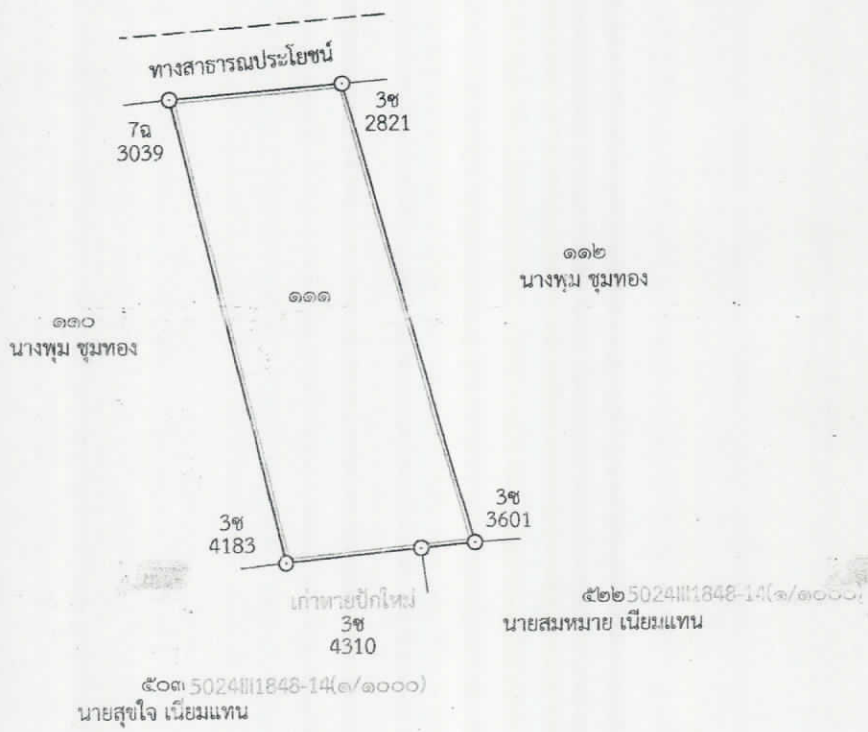 ทางสาธารณประโยชน์
3ช
2821
7ฉ
3039
๑๑๒
นางพุม ชุมทอง
๑๑๑
๑๑๐
นางพุม ชุมทอง
3ช
3601
3ช
4183
เก่าหายปักใหม่
3ช
4310
๕๒๒ 5024III1848-14(๑/๑๐๐๐)
นายสมหมาย เนียมแทน
๕๐๓ 5024III1848-14(๑/๑๐๐๐)
นายสุขใจ เนียมแทน